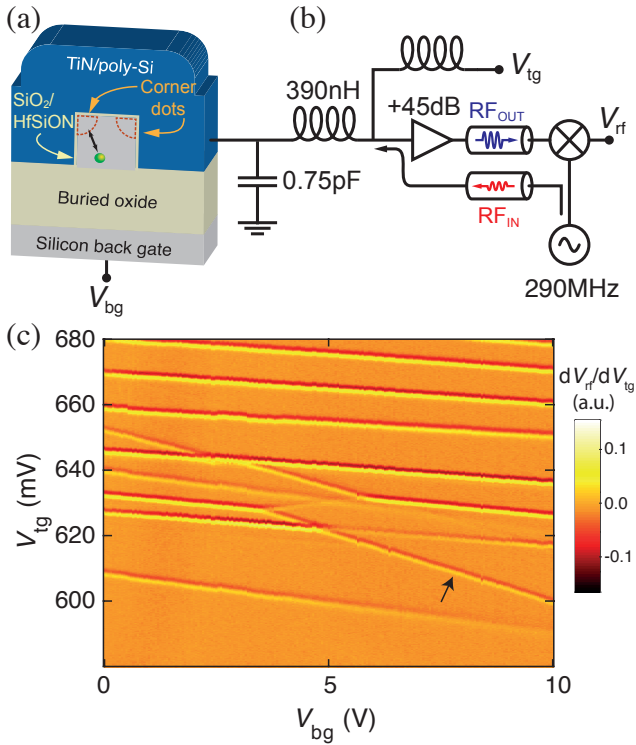 (a)
TiN/poly-Si
SiO2/
HfSiON
Corner
dots
Buried oxide
Silicon back gate
Vbg
(b)
390nH
Vtg
+45dB
RFOUT
Vrf
0.75pF
RFIN
290MHz
(c)
680
660
640
620
600
Vtg (mV)
0
5
10
Vbg (V)
dVrf/dVtg
(a.u.)
0.1
0.0
-0.1